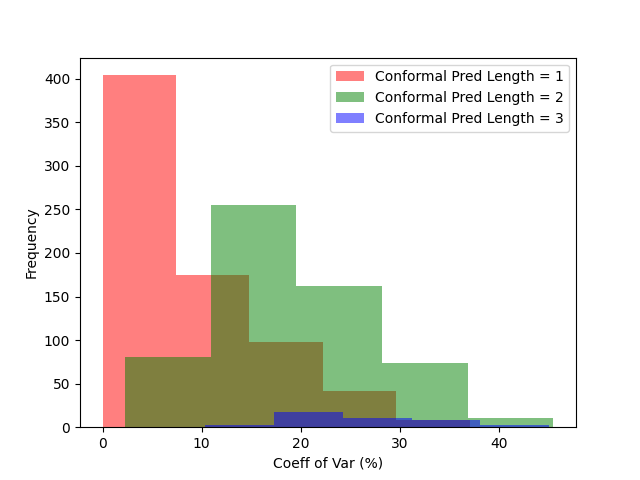 Conformal Pred Length = 1
Conformal Pred Length = 2
Conformal Pred Length = 3
400
350
300
250
200
150
100
50
0
Frequency
0 10 20 30 40
Coeff of Var (%)